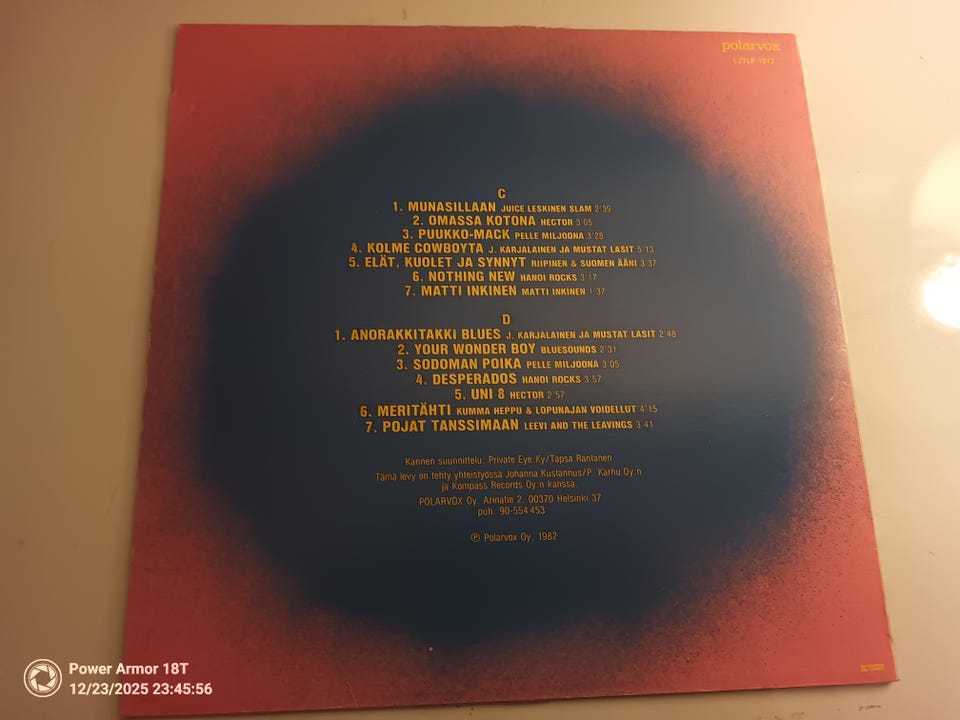 polarvox
C
1. MUNASILLAAN JUICE LESKINEN SLAM 2'39
2. OMASSA KOTONA HECTOR 3'05
3. PUUKKO-MACK PELLE MILJOONA 3'28
4. KOLME COWBOYTA J. KARJALAINEN JA MUSTAT LASIT 5'13
5. ELÄT, KUOLET JA SYNNYT RIIPINEN & SUOMEN ÄÄNI 3'37
6. NOTHING NEW HANOI ROCKS 3'17
7. MATTI INKINEN MATTI INKINEN 1'37
D
1. ANORAKKITAKKI BLUES J. KARJALAINEN JA MUSTAT LASIT 2'48
2. YOUR WONDER BOY BLUESOUNDS 2'31
3. SODOMAN POIKA PELLE MILJOONA 3'05
4. DESPERADOS HANOI ROCKS 3'57
5. UNI 8 HECTOR 2'57
6. MERITÄHTI KUMMA HEPPU & LOPUNAJAN VOIDELLUT 4'15
7. POJAT TANSSIMAAN LEEVI AND THE LEAVINGS 3'41
Kannen suunnittelu: Private Eye Ky/Tapsa Rantanen
Tämä levy on tehty yhteistyössä Johanna Kustannus/P. Karhu Oy:n
ja Kompass Records Oy:n kanssa.
POLARVOX Oy, Arinatie 2, 00370 Helsinki 37
puh. 90-554 453
Ⓟ Polarvox Oy, 1982
Power Armor 18T
12/23/2025 23:45:56